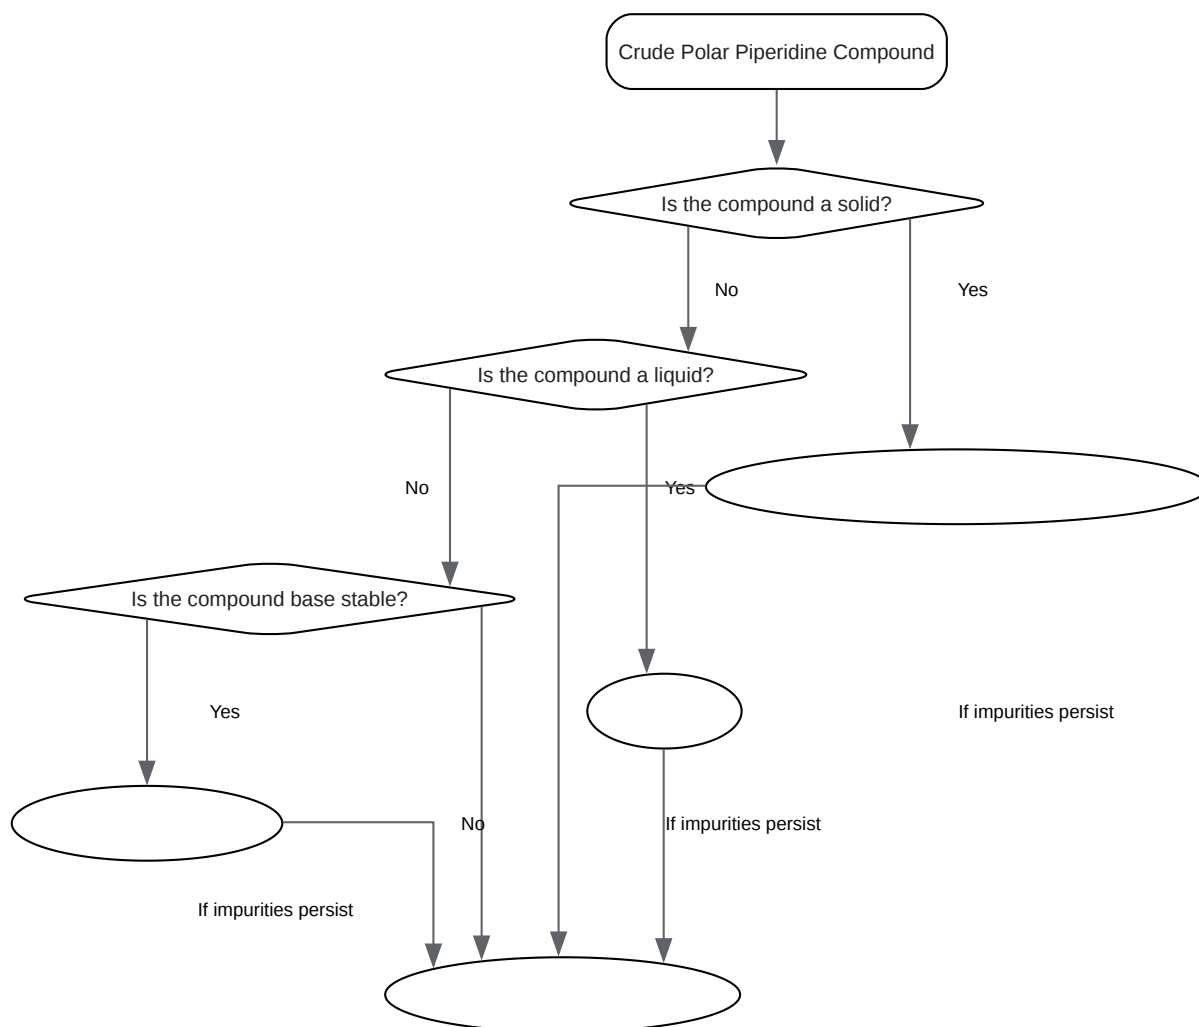 Crude Polar Piperidine Compound
Is the compound a solid?
No
Yes
Is the compound a liquid?
No
Yes
Is the compound base stable?
Yes
If impurities persist
No
If impurities persist
If impurities persist